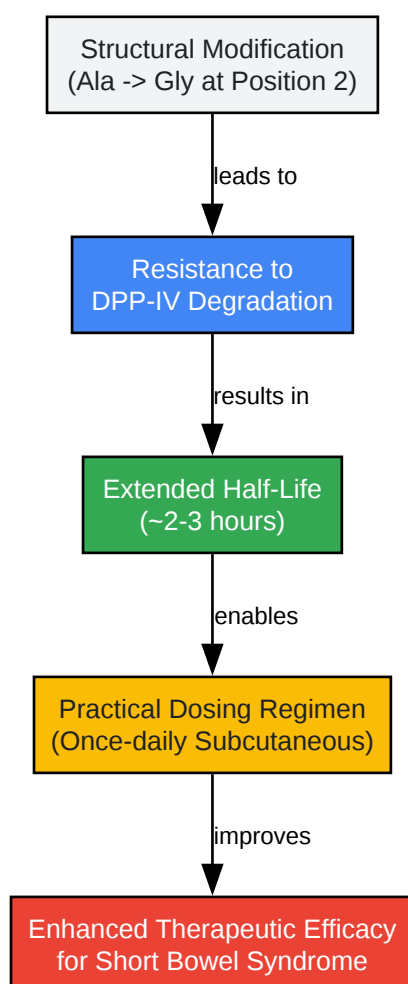 Structural Modification
(Ala -> Gly at Position 2)
leads to
Resistance to
DPP-IV Degradation
results in
Extended Half-Life
(~2-3 hours)
enables
Practical Dosing Regimen
(Once-daily Subcutaneous)
improves
Enhanced Therapeutic Efficacy
for Short Bowel Syndrome